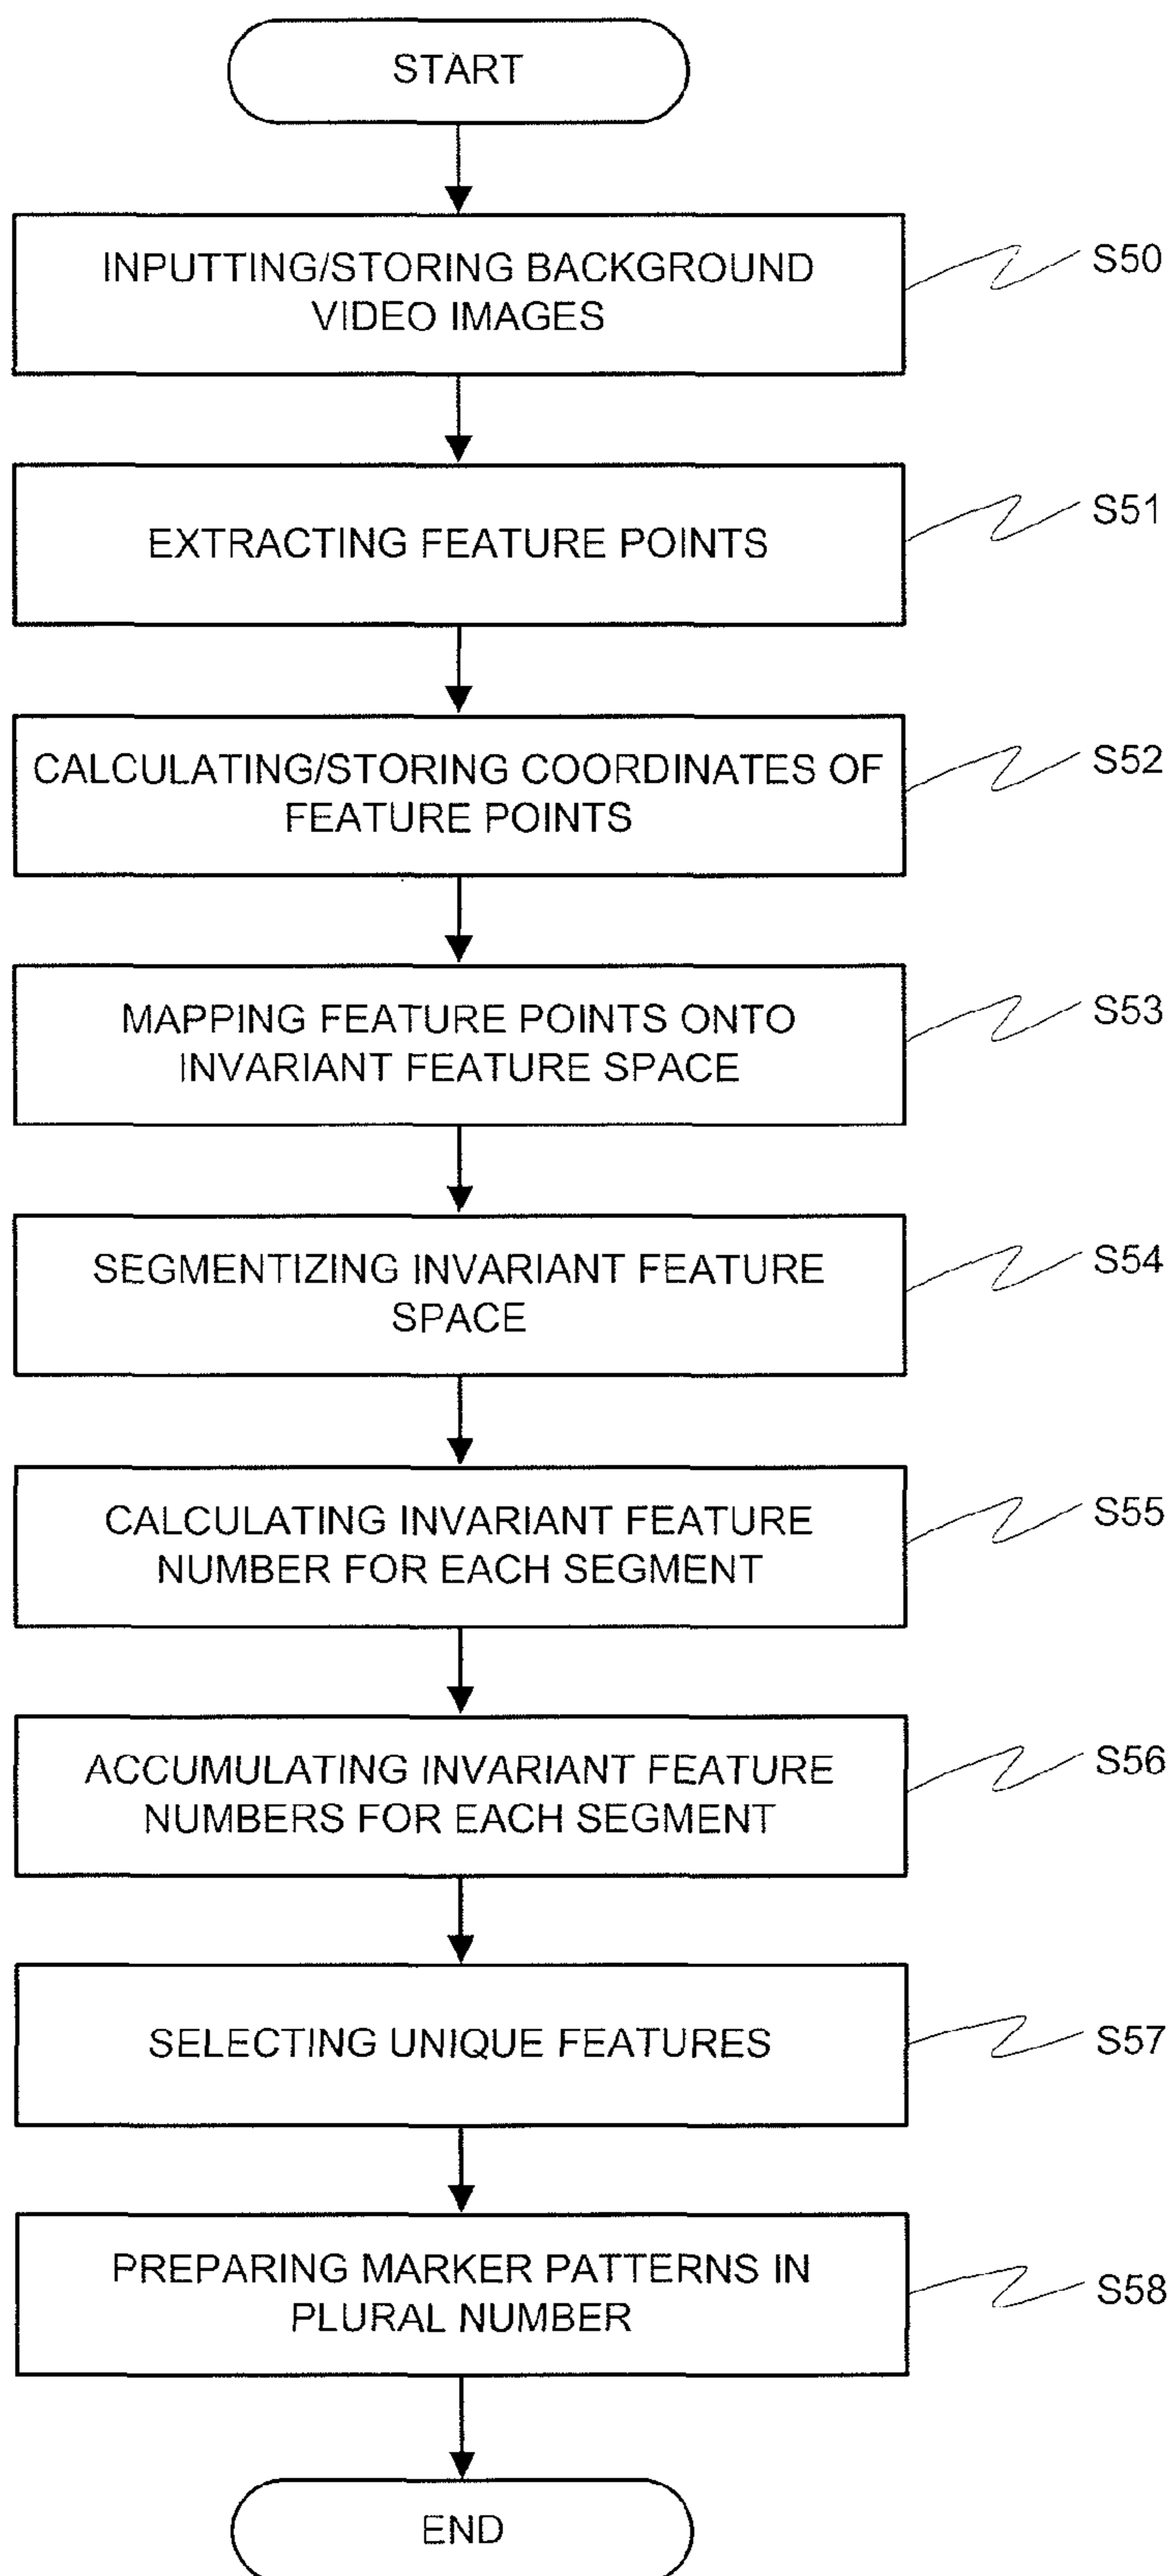 START
INPUTTING/STORING BACKGROUND
VIDEO IMAGES
S50
EXTRACTING FEATURE POINTS
S51
CALCULATING/STORING COORDINATES OF
FEATURE POINTS
S52
MAPPING FEATURE POINTS ONTO
INVARIANT FEATURE SPACE
S53
SEGMENTIZING INVARIANT FEATURE
SPACE
S54
CALCULATING INVARIANT FEATURE
NUMBER FOR EACH SEGMENT
S55
ACCUMULATING INVARIANT FEATURE
NUMBERS FOR EACH SEGMENT
S56
SELECTING UNIQUE FEATURES
S57
PREPARING MARKER PATTERNS IN
PLURAL NUMBER
S58
END